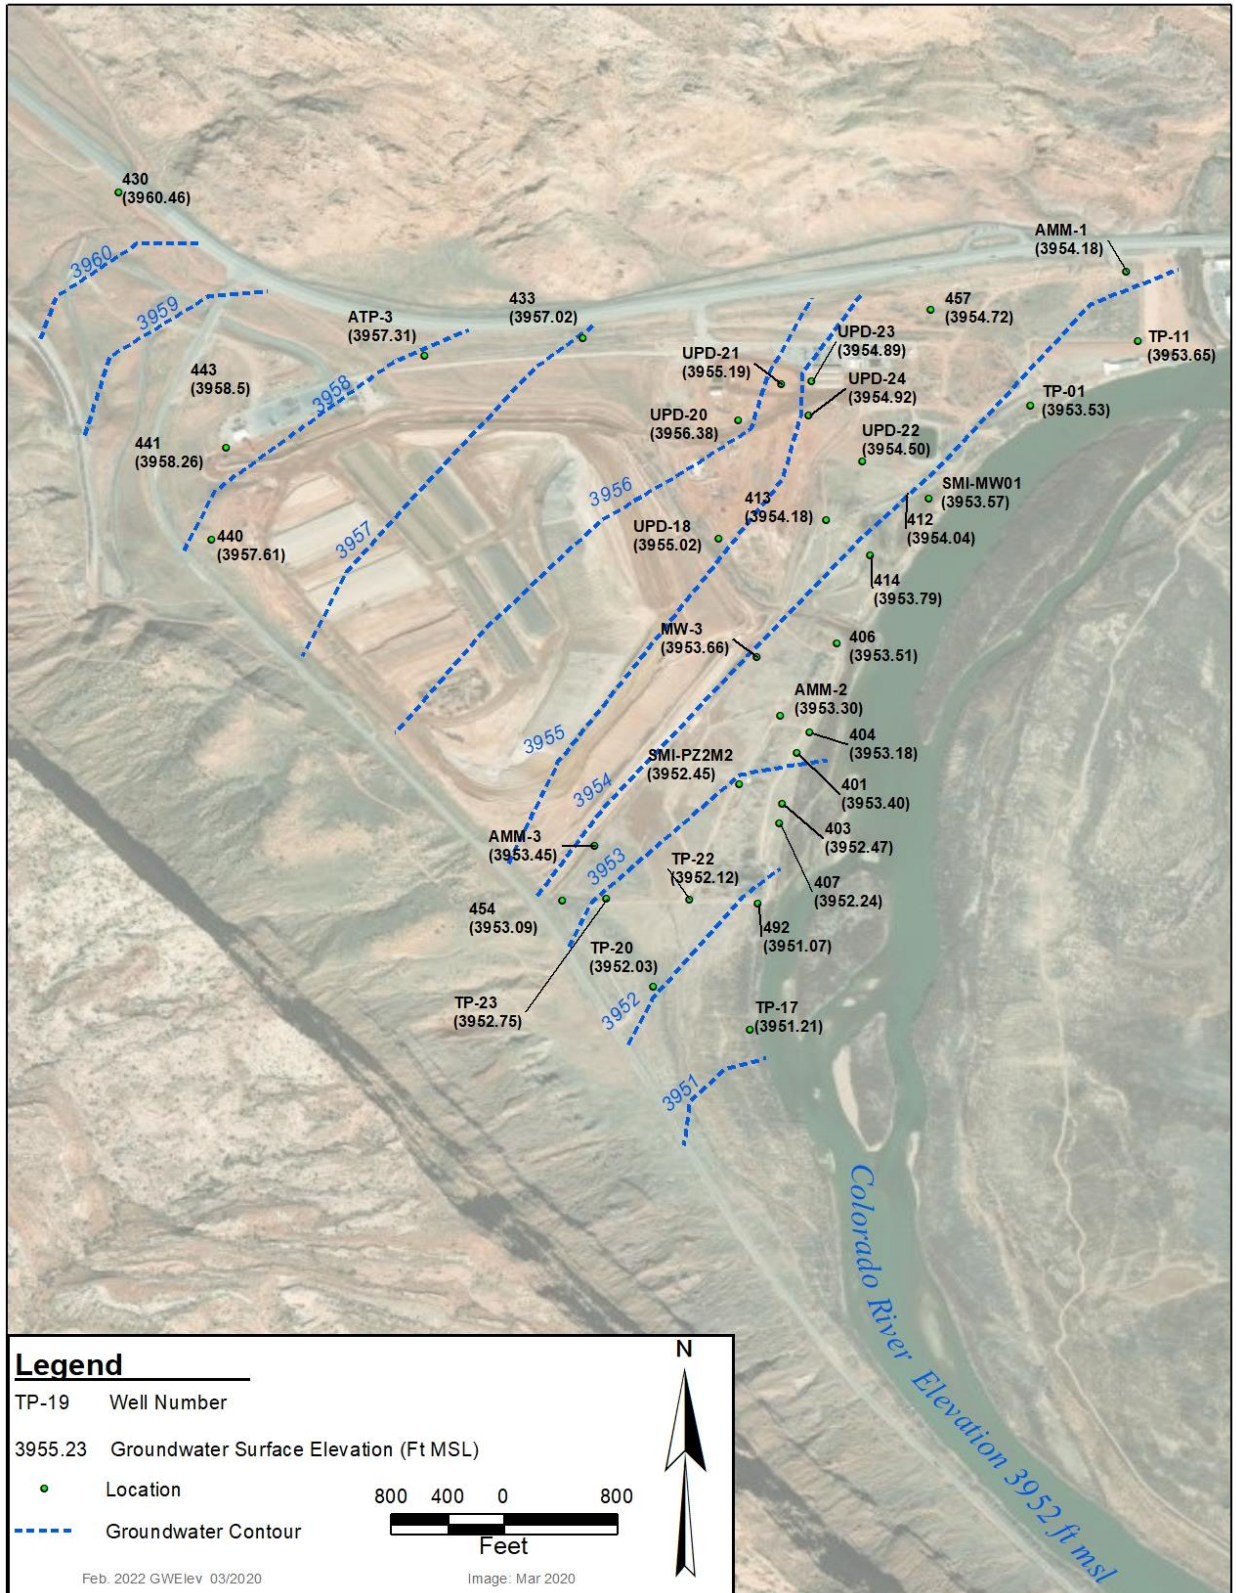 430
(3960.46)
AMM-1
(3954.18)
3960
3959
433
(3957.02)
457
(3954.72)
ATP-3
(3957.31)
UPD-23
(3954.89)
TP-11
(3953.65)
UPD-21
(3955.19)
443
(3958.5)
3958
UPD-24
(3954.92)
TP-01
(3953.53)
UPD-20
(3956.38)
441
(3958.26)
UPD-22
(3954.50)
3956
SMI-MW01
(3953.57)
413
(3954.18)
412
(3954.04)
UPD-18
(3955.02)
440
(3957.61)
3957
414
(3953.79)
MW-3
(3953.66)
406
(3953.51)
AMM-2
(3953.30)
3955
404
(3953.18)
SMI-PZ2M2
(3952.45)
401
(3953.40)
3954
403
(3952.47)
AMM-3
(3953.45)
3953
TP-22
(3952.12)
407
(3952.24)
454
(3953.09)
492
(3951.07)
TP-20
(3952.03)
TP-23
(3952.75)
3952
TP-17
(3951.21)
3951
Colorado River Elevation 3952 ft msl
Legend
TP-19 Well Number
3955.23 Groundwater Surface Elevation (Ft MSL)
Location
Groundwater Contour
800 400 0 800
Feet
N
Feb. 2022 GWElev 03/2020
Image: Mar 2020